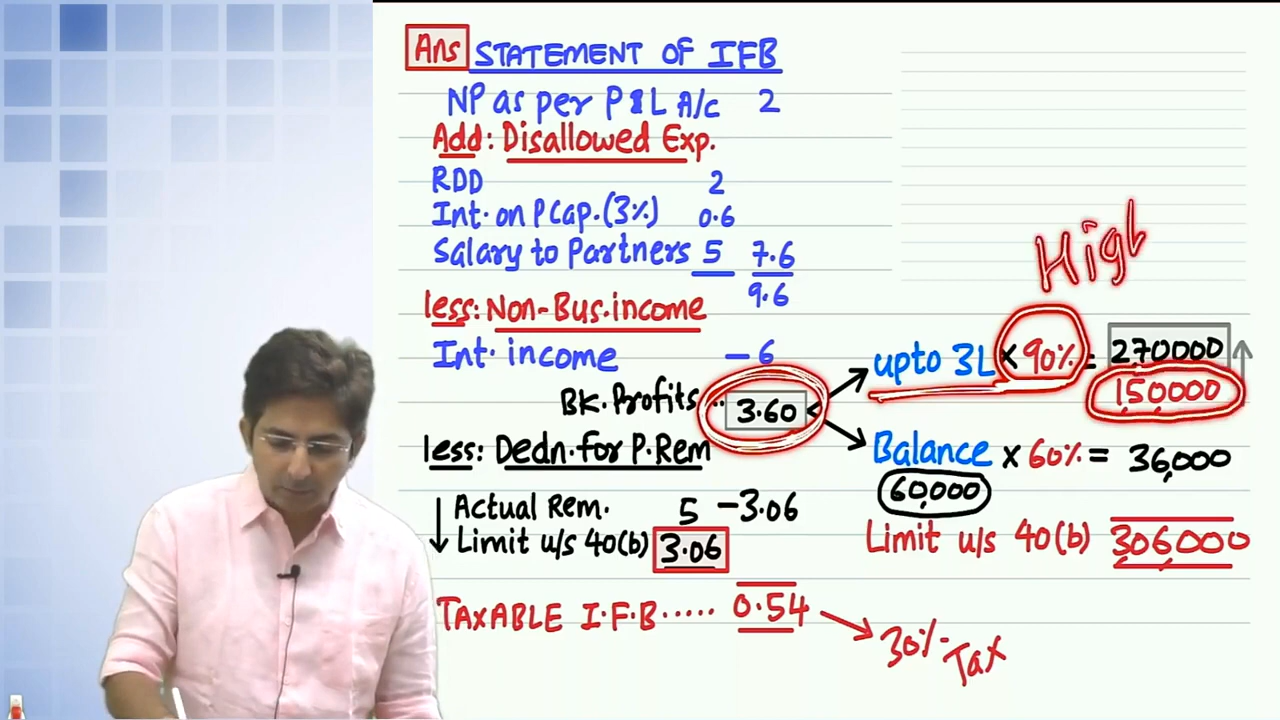 Ans STATEMENT OF IFB
NP as per P&L A/c 2
Add: Disallowed Exp.
RDD 2
Int. on P Cap. (3%) 0.6
Salary to Partners 5 7.6
9.6
less: Non-Bus. income
Int. income – 6
BK. Profits.. 3.60
less: Dedn. for P. Rem
Actual Rem. 5 –3.06
Limit u/s 40(b) 3.06
TAXABLE I.F.B..... 0.54
30% Tax
High
upto 3L x 90% = 270000
150000
Balance x 60% = 36,000
60,000
Limit u/s 40(b) 306,000